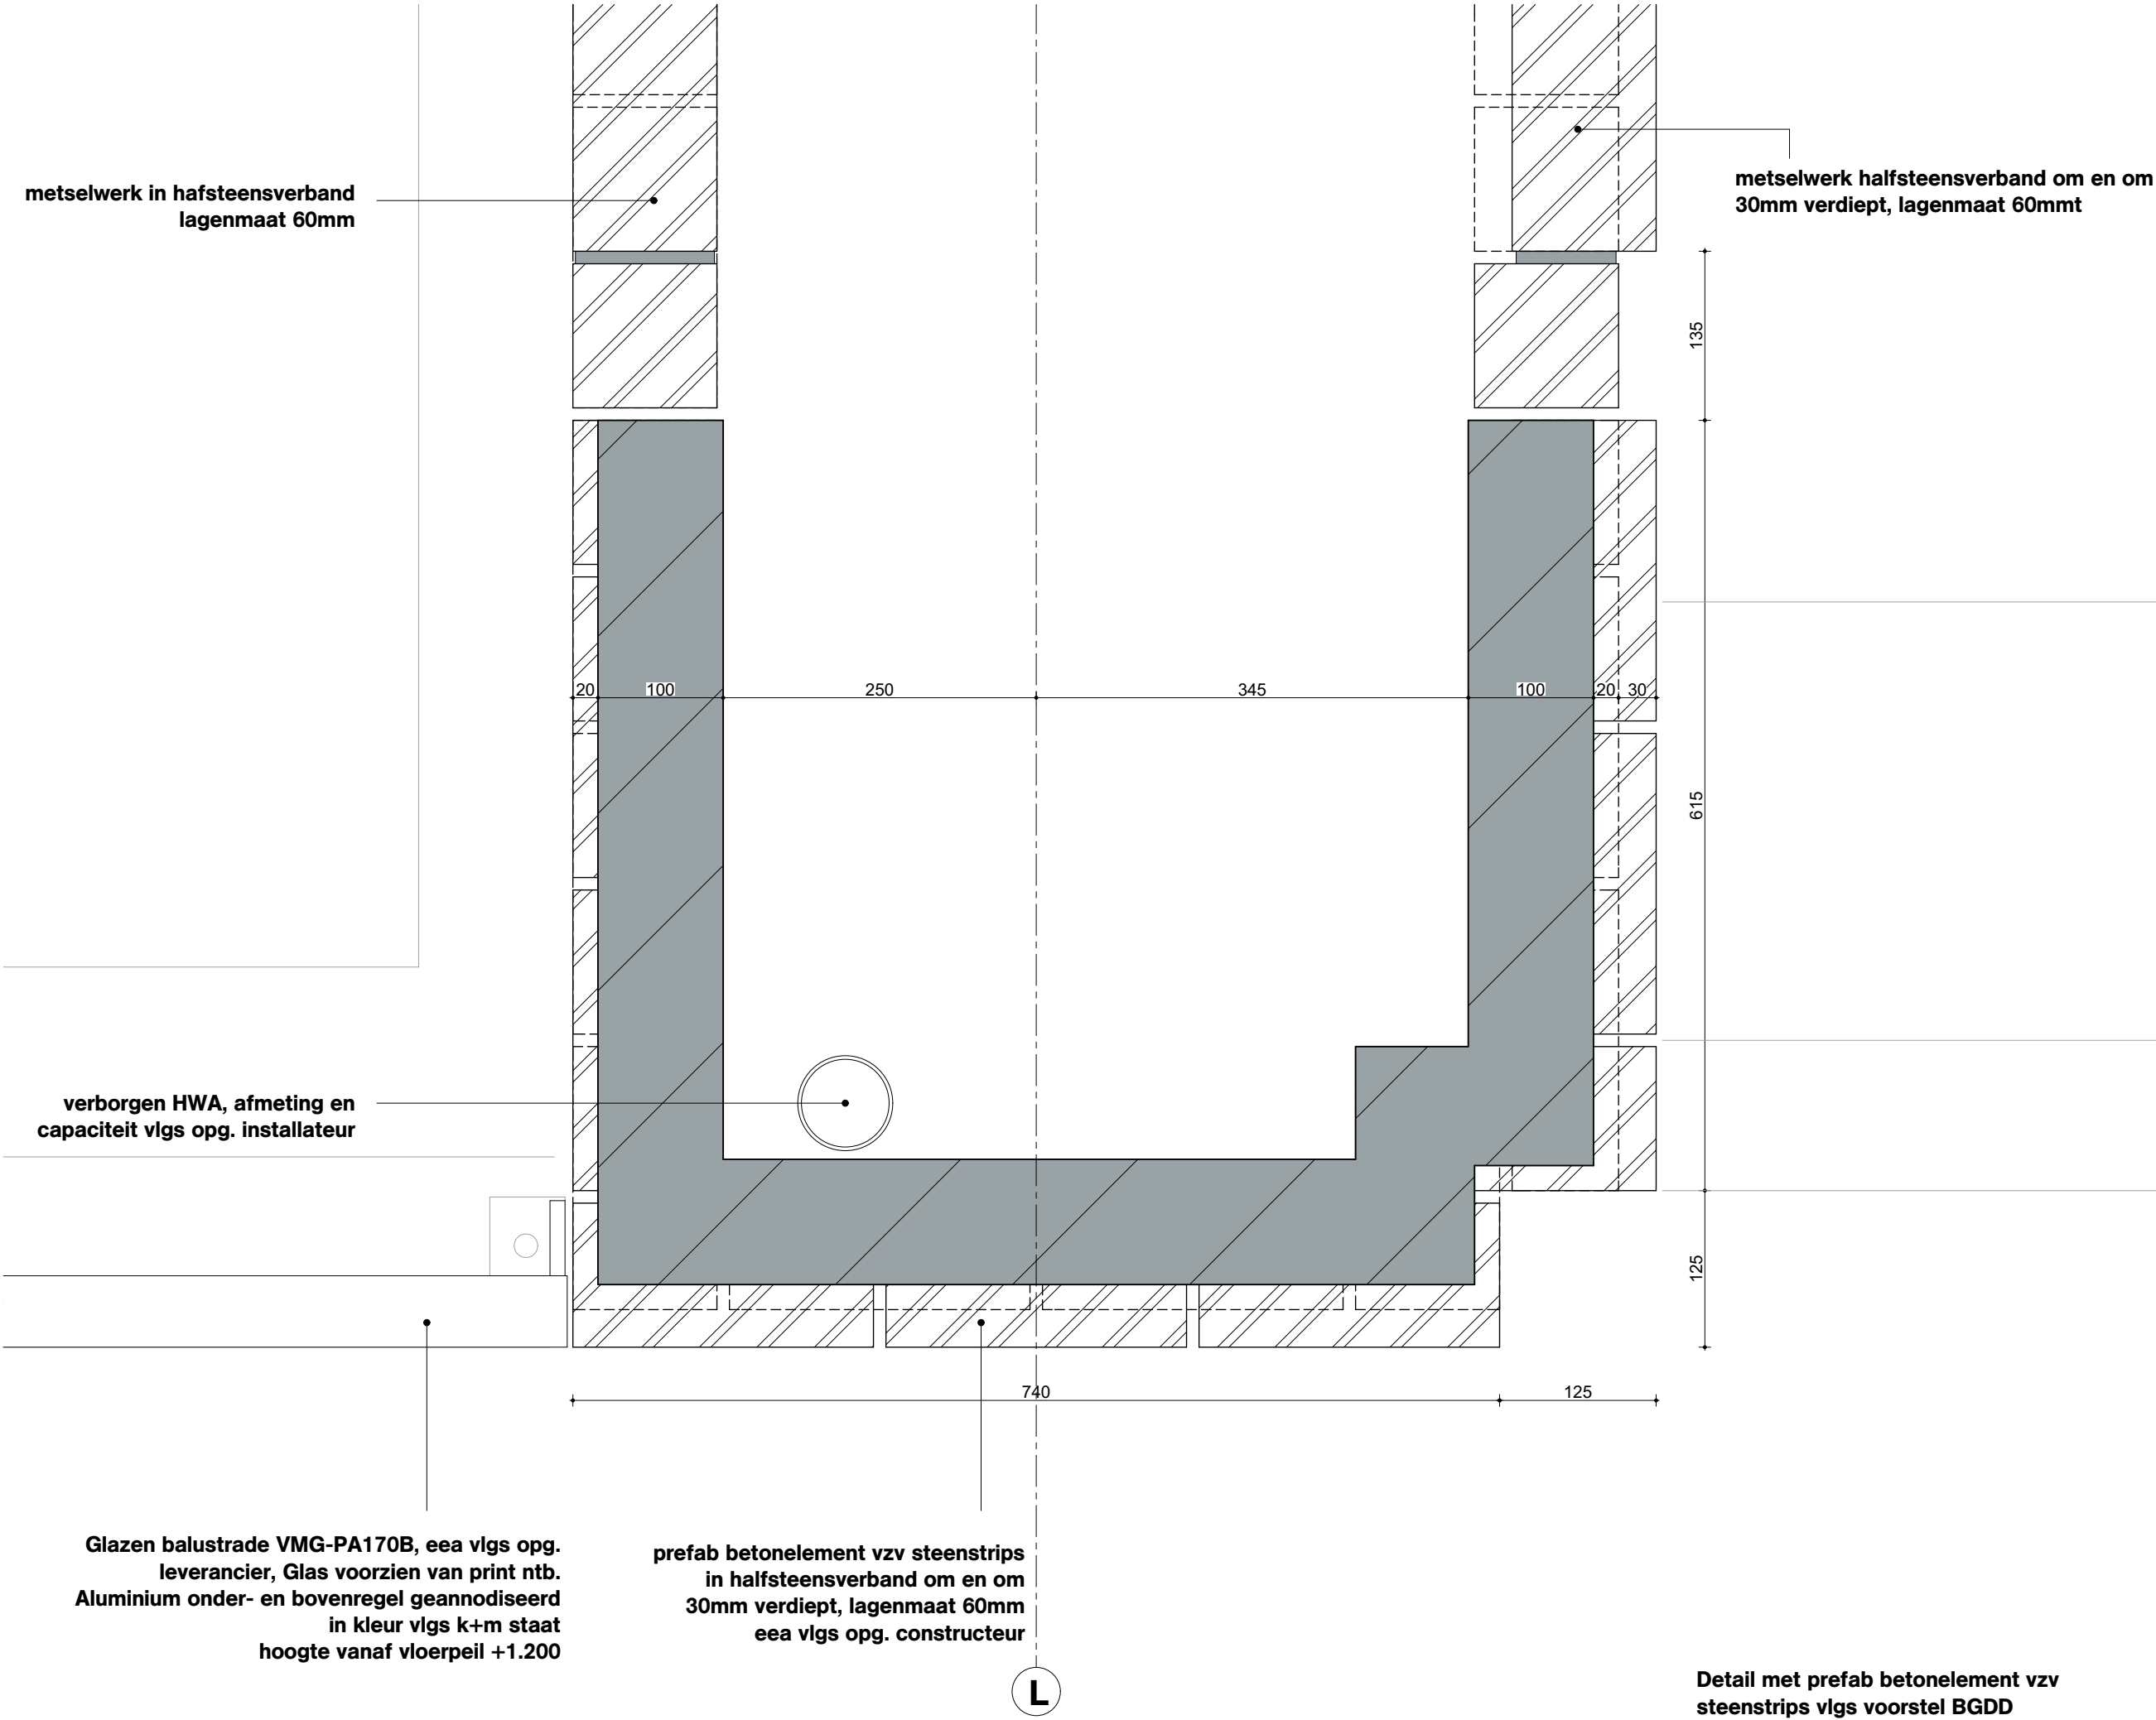 metselwerk in hafsteensverband
lagenmaat 60mm
metselwerk halfsteensverband om en om
30mm verdiept, lagenmaat 60mmt
135
20 100 250 345 100 20 30
615
verborgen HWA, afmeting en
capaciteit vlgs opg. installateur
125
740 125
Glazen balustrade VMG-PA170B, eea vlgs opg.
leverancier, Glas voorzien van print ntb.
Aluminium onder- en bovenregel geannodiseerd
in kleur vlgs k+m staat
hoogte vanaf vloerpeil +1.200
prefab betonelement vzv steenstrips
in halfsteensverband om en om
30mm verdiept, lagenmaat 60mm
eea vlgs opg. constructeur
L
Detail met prefab betonelement vzv
steenstrips vlgs voorstel BGDD